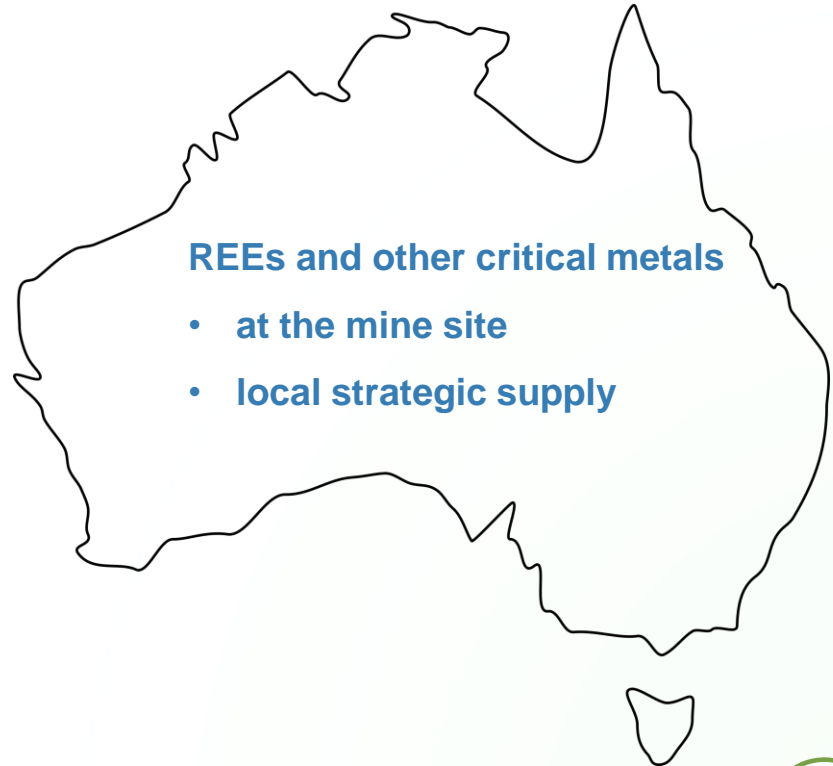 REEs and other critical metals
• at the mine site
• local strategic supply